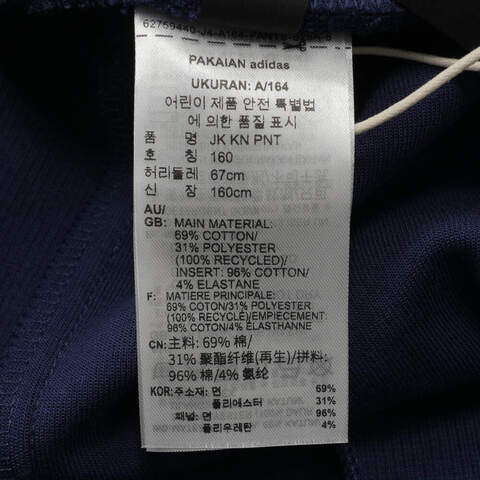 62759440-J4-A164-PANTS
PAKAIAN adidas
UKURAN: A/164
어린이 제품 안전 특별법
에 의한 품질 표시
품 명 JK KN PNT
호 칭 160
허리둘레 67cm
신 장 160cm
AU/
GB: MAIN MATERIAL:
69% COTTON/
31% POLYESTER
(100% RECYCLED)/
INSERT: 96% COTTON/
4% ELASTANE
F: MATIERE PRINCIPALE:
69% COTON/31% POLYESTER
(100% RECYCLE)/EMPIECEMENT:
96% COTON/4% ELASTHANNE
CN: 主料: 69% 棉/
31% 聚酯纤维(再生)/拼料:
96% 棉/4% 氨纶
KOR: 주소재: 면 69%
폴리에스터 31%
패널: 면 96%
폴리우레탄 4%